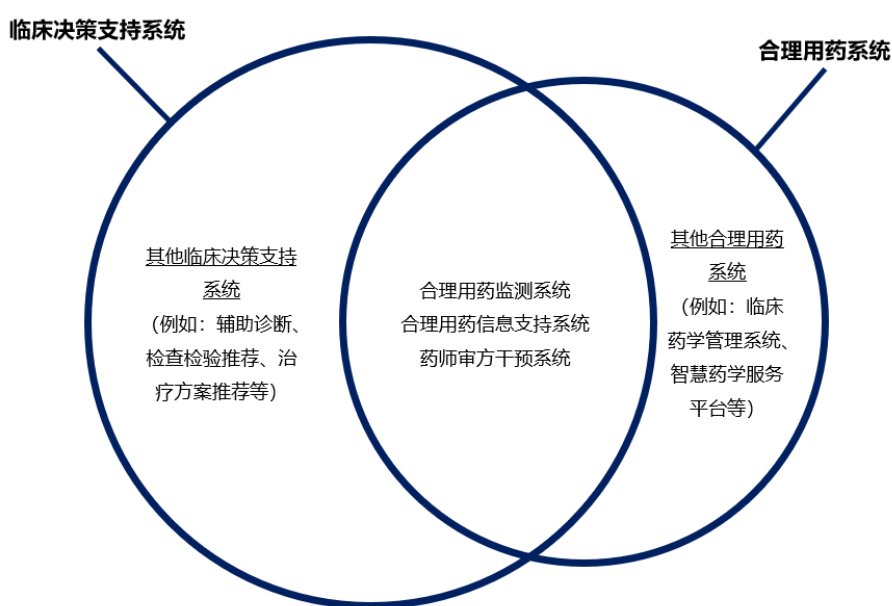 临床决策支持系统
合理用药系统
其他临床决策支持
系统
（例如：辅助诊断、
检查检验推荐、治
疗方案推荐等）
合理用药监测系统
合理用药信息支持系统
药师审方干预系统
其他合理用药
系统
（例如：临床
药学管理系统、
智慧药学服务
平台等）